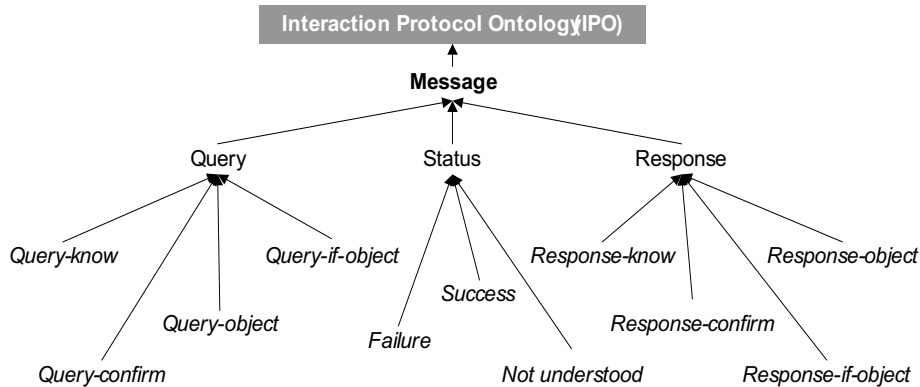 Interaction Protocol Ontology(IPO)
Message
Query
Status
Response
Query-know
Query-if-object
Response-know
Response-object
Success
Query-object
Response-confirm
Failure
Query-confirm
Not understood
Response-if-object